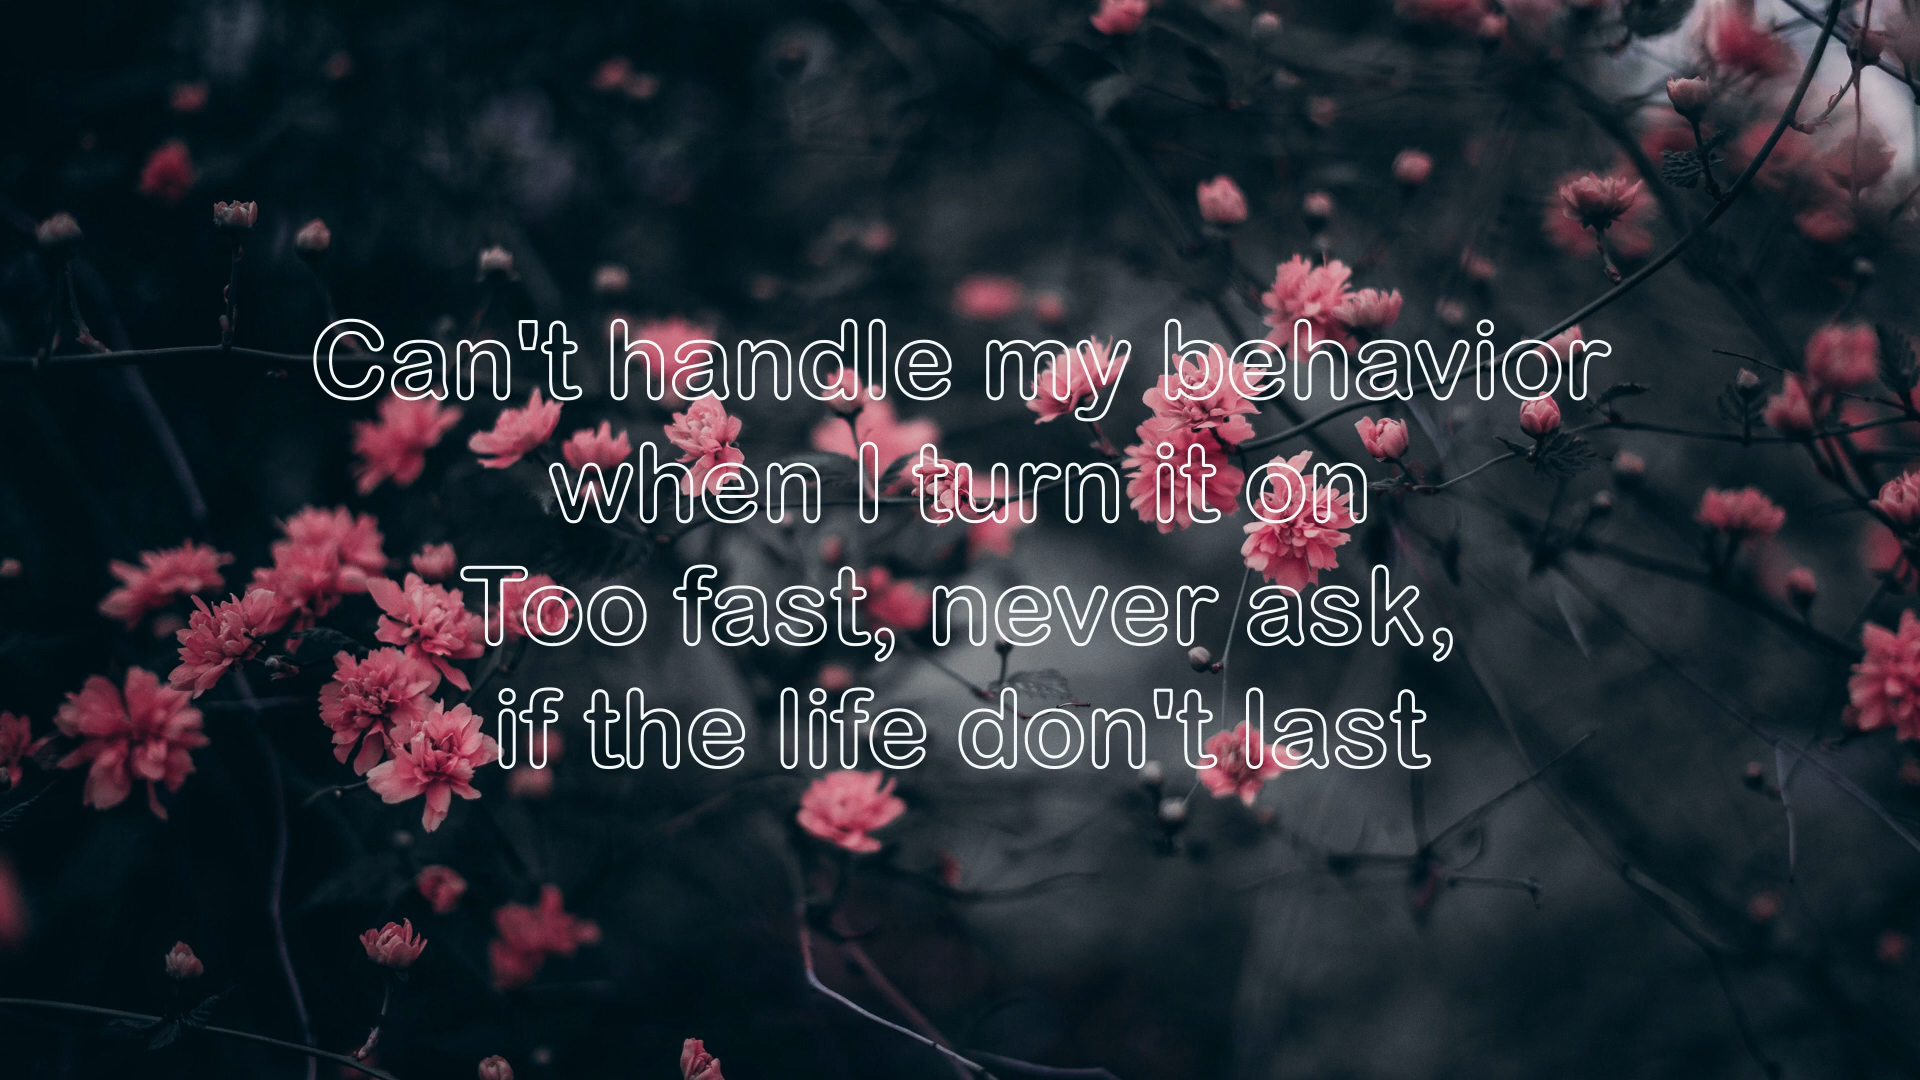 Can't handle my behavior
when I turn it on
Too fast, never ask,
if the life don't last